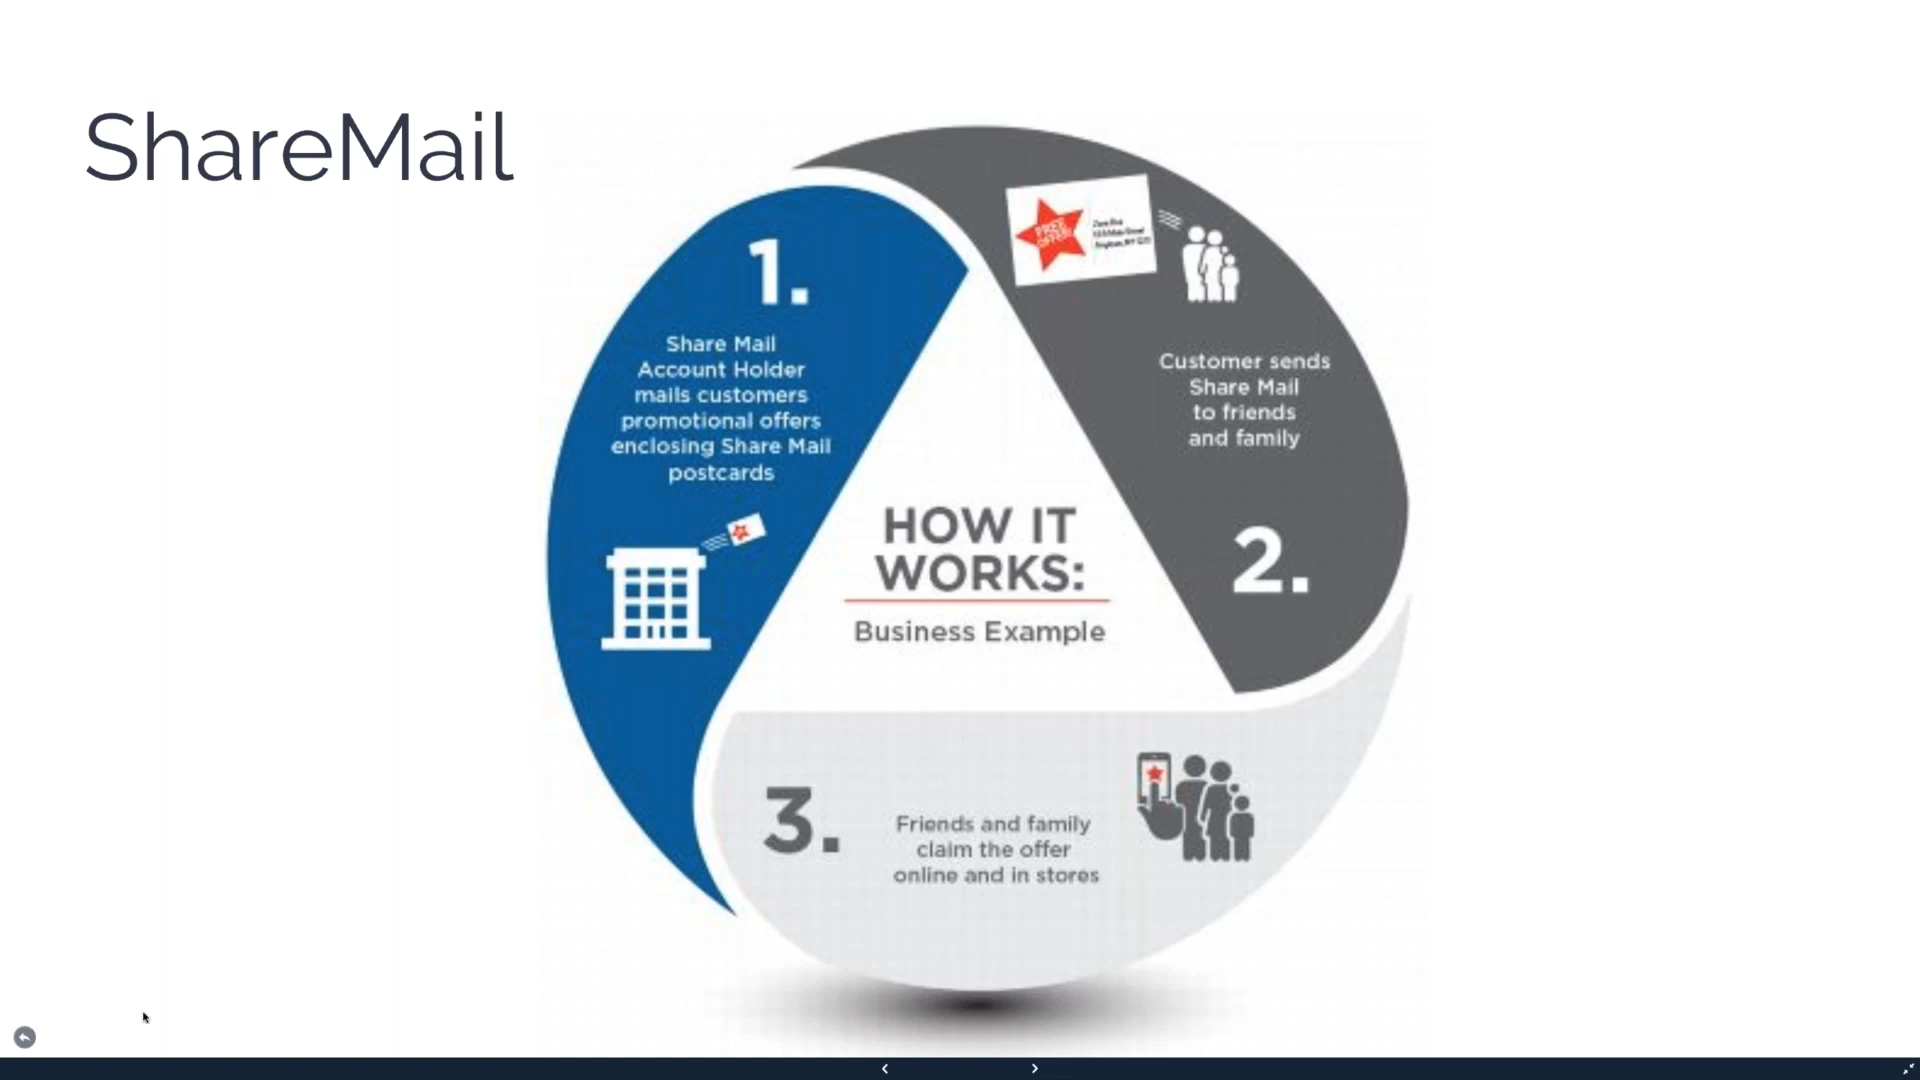 ShareMail
1.
Share Mail
Account Holder
mails customers
promotional offers
enclosing Share Mail
postcards
FREE
OFFER!
Customer sends
Share Mail
to friends
and family
2.
HOW IT
WORKS:
Business Example
3.
Friends and family
claim the offer
online and in stores